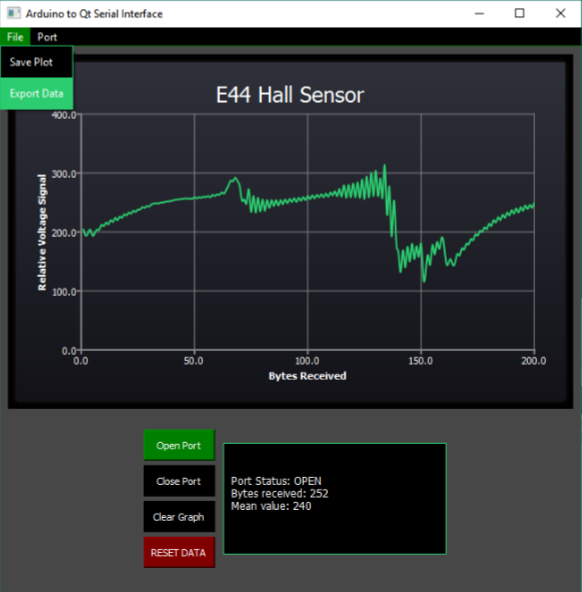 Arduino to Qt Serial Interface
File Port
Save Plot
Export Data
E44 Hall Sensor
400.0
300.0
200.0
100.0
0.0
Relative Voltage Signal
0.0 50.0 100.0 150.0 200.0
Bytes Received
Open Port
Close Port
Clear Graph
RESET DATA
Port Status: OPEN
Bytes received: 252
Mean value: 240